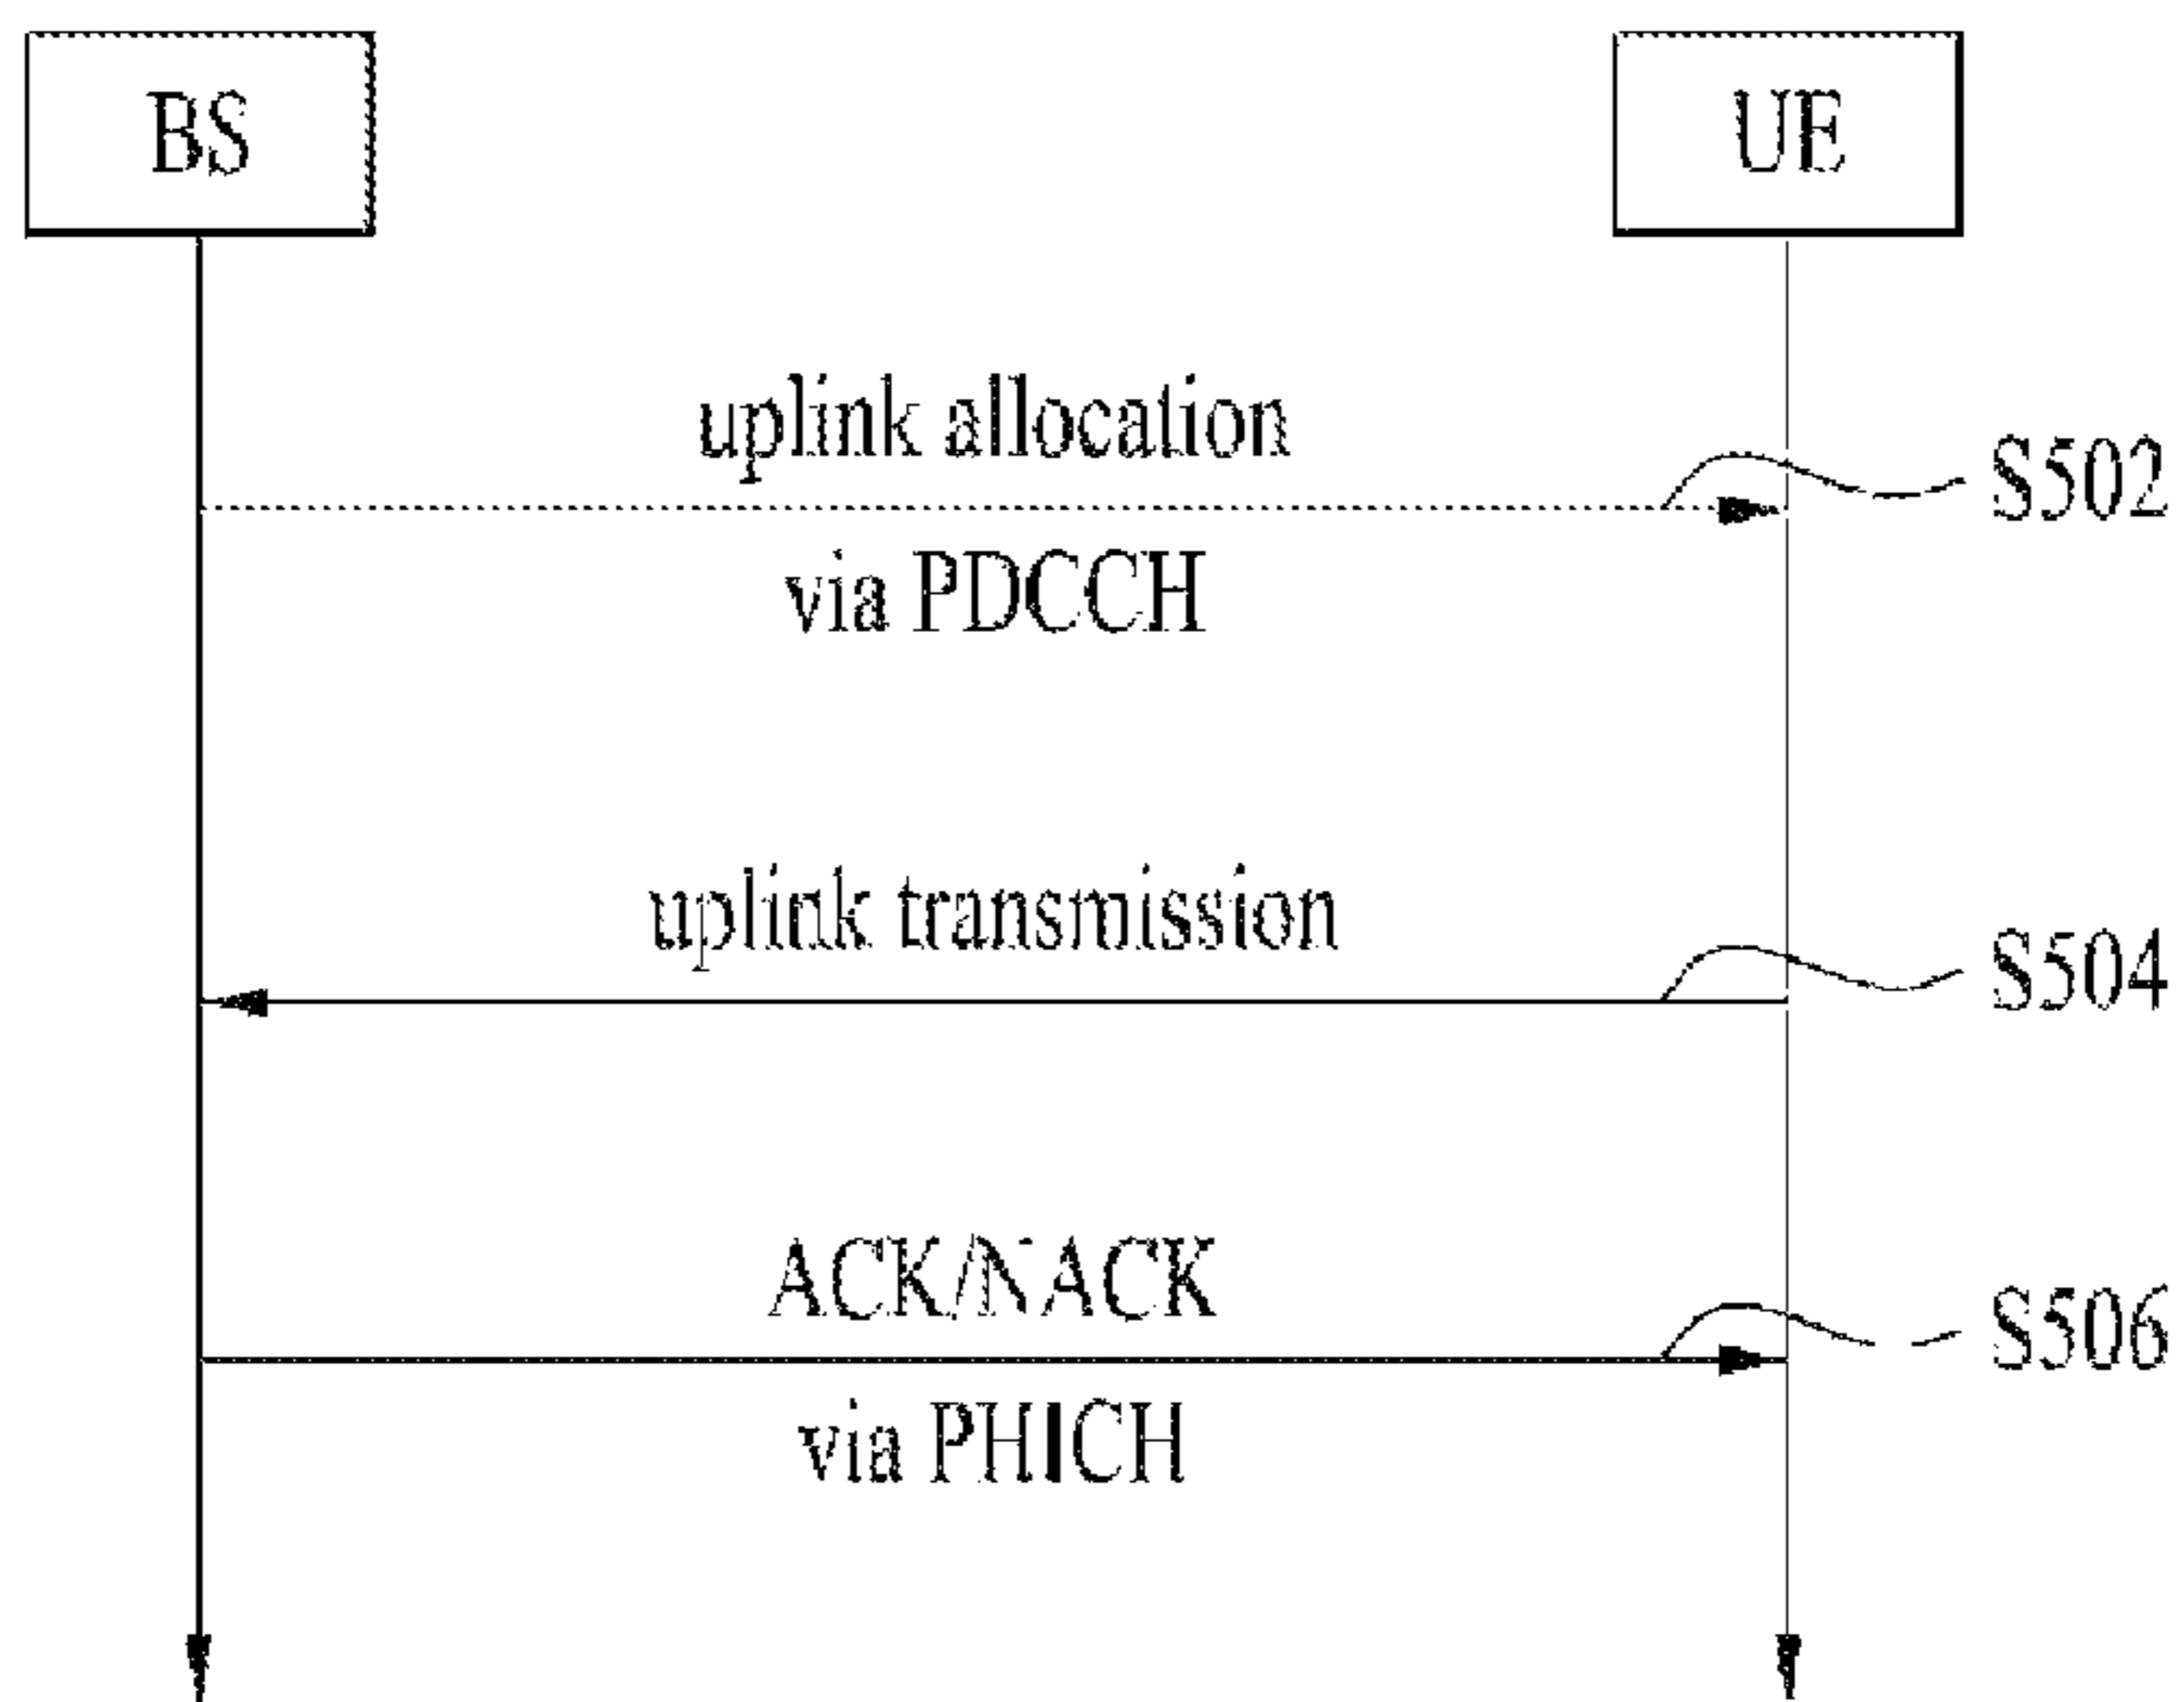 BS
UE
uplink allocation
S502
via PDCCH
uplink transmission
S504
ACK/NACK
S506
via PHICH